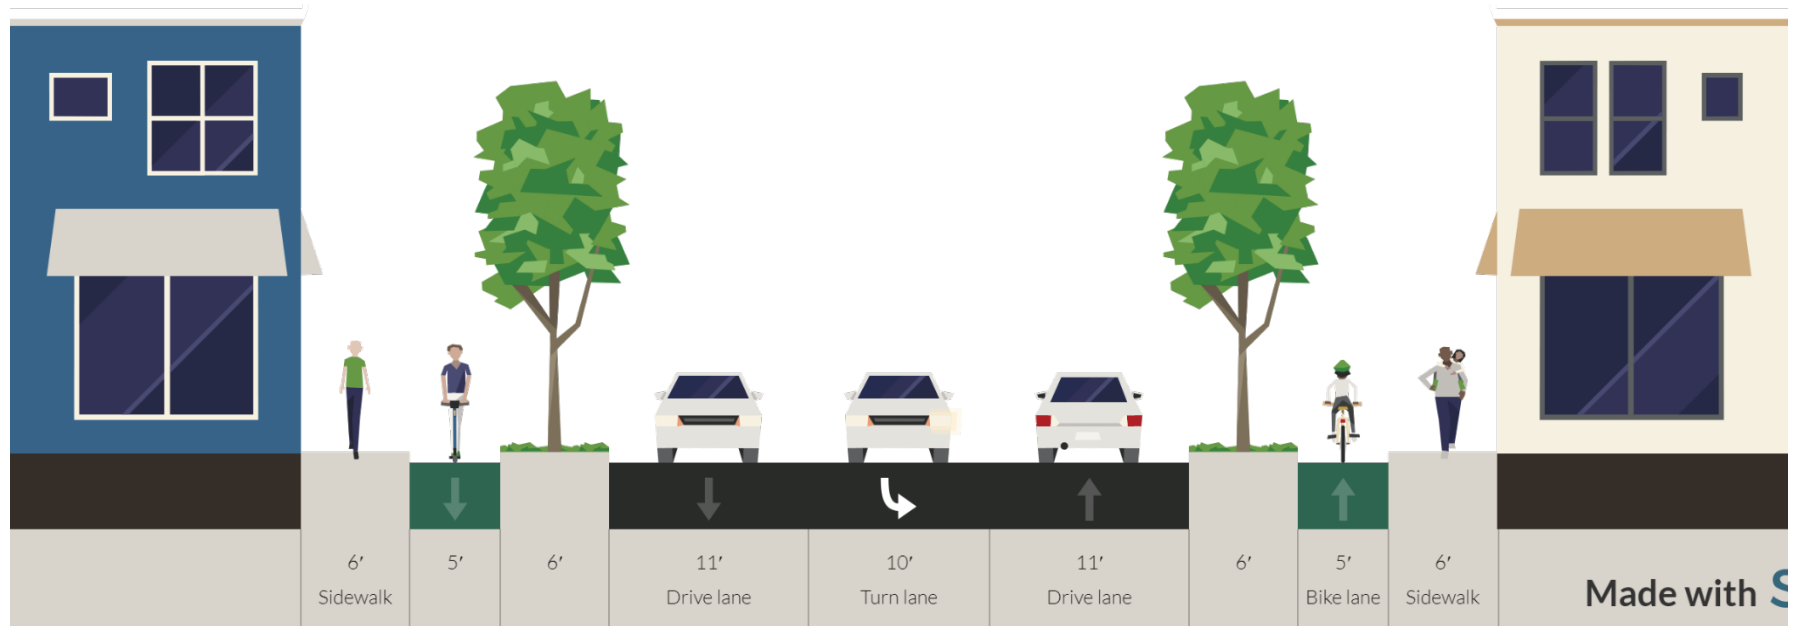 6′ 5′ 6′ 11′ 10′ 11′ 6′ 5′ 6′
Sidewalk Drive lane Turn lane Drive lane Bike lane Sidewalk
Made with